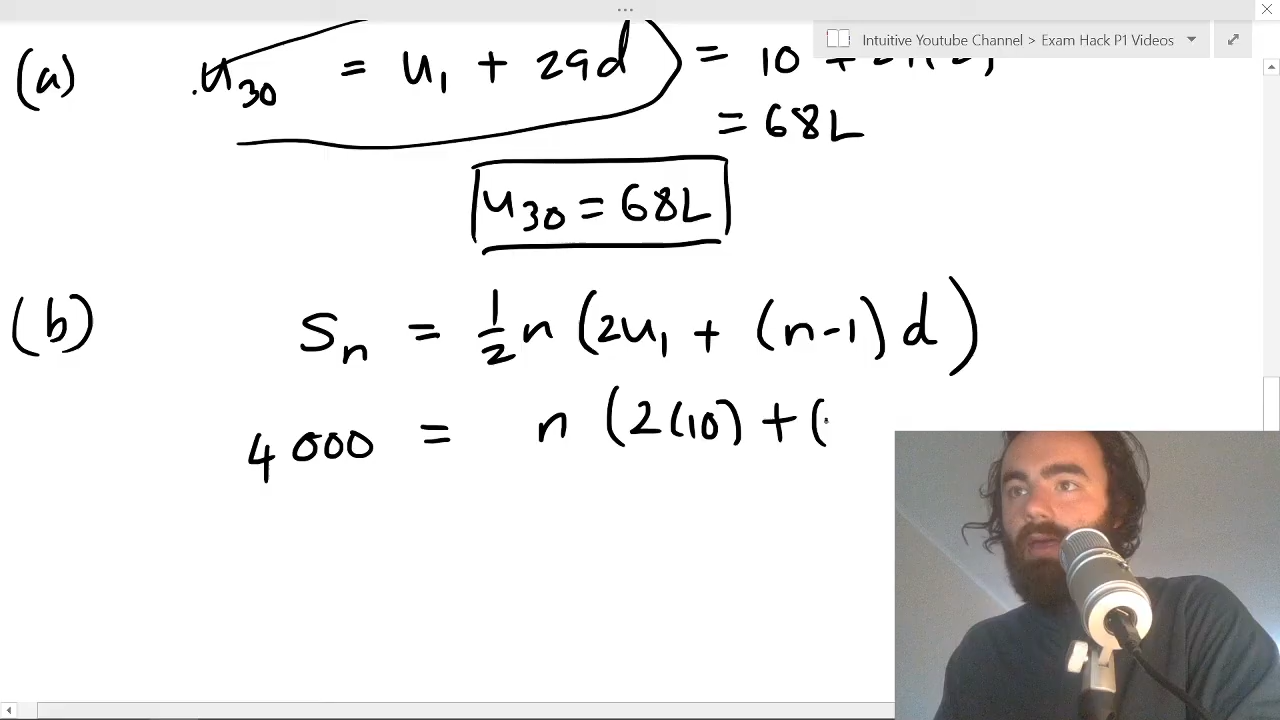 Intuitive Youtube Channel > Exam Hack P1 Videos
(a) u₃₀ = u₁ + 29d = 10 +
= 68L
u₃₀ = 68L
(b) Sₙ = ½n (2u₁ + (n-1)d)
4000 = n (2(10) + (